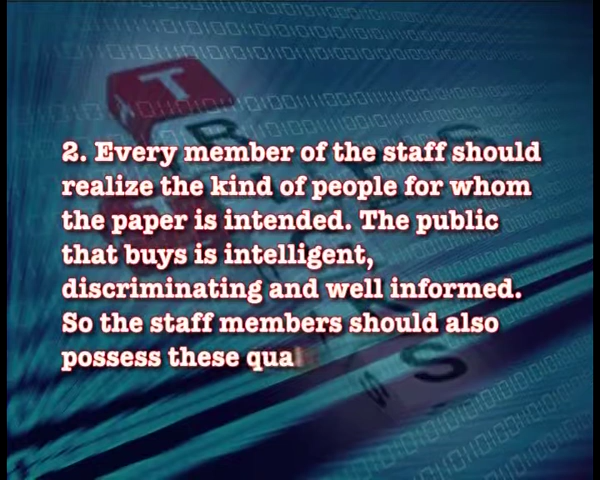 2. Every member of the staff should
realize the kind of people for whom
the paper is intended. The public
that buys is intelligent,
discriminating and well informed.
So the staff members should also
possess these qua